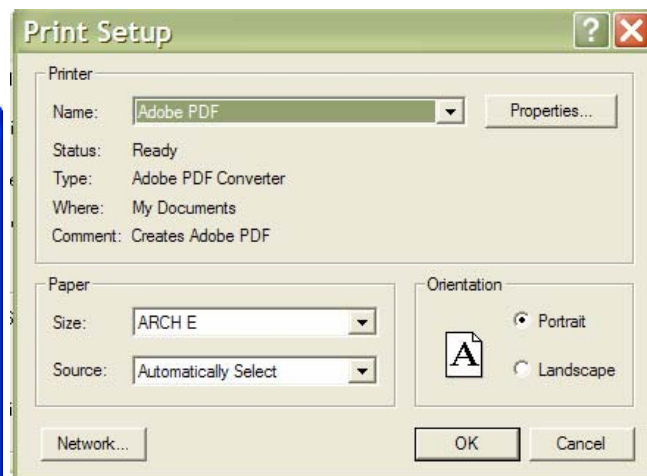 Print Setup
Printer
Name: Adobe PDF Properties...
Status: Ready
Type: Adobe PDF Converter
Where: My Documents
Comment: Creates Adobe PDF
Paper
Size: ARCH E
Source: Automatically Select
Orientation
A
Portrait
Landscape
Network... OK Cancel